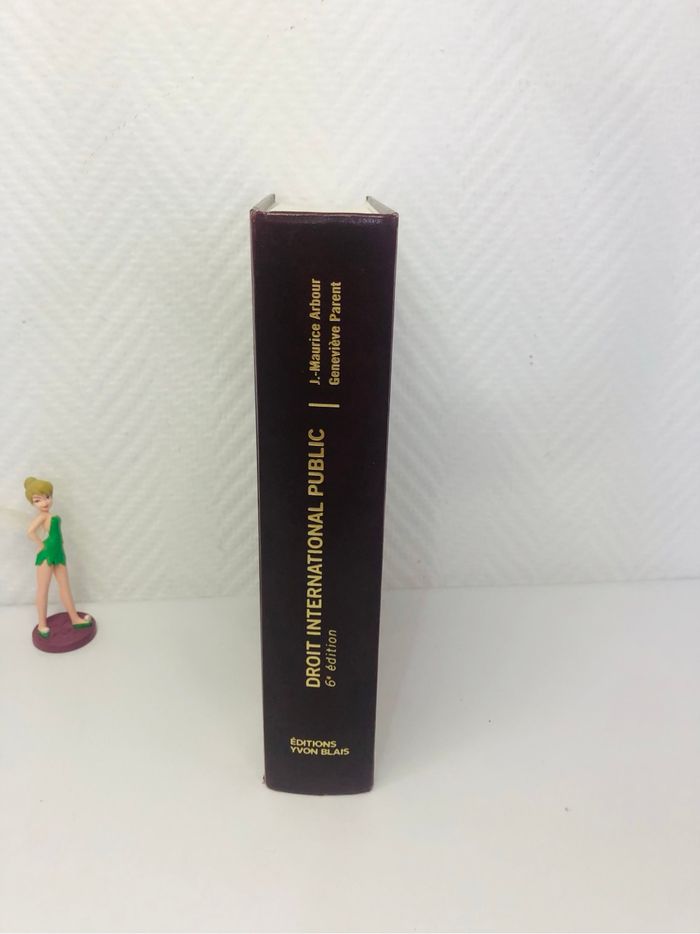 J.-Maurice Arbour
Geneviève Parent
DROIT INTERNATIONAL PUBLIC
6e édition
ÉDITIONS
YVON BLAIS